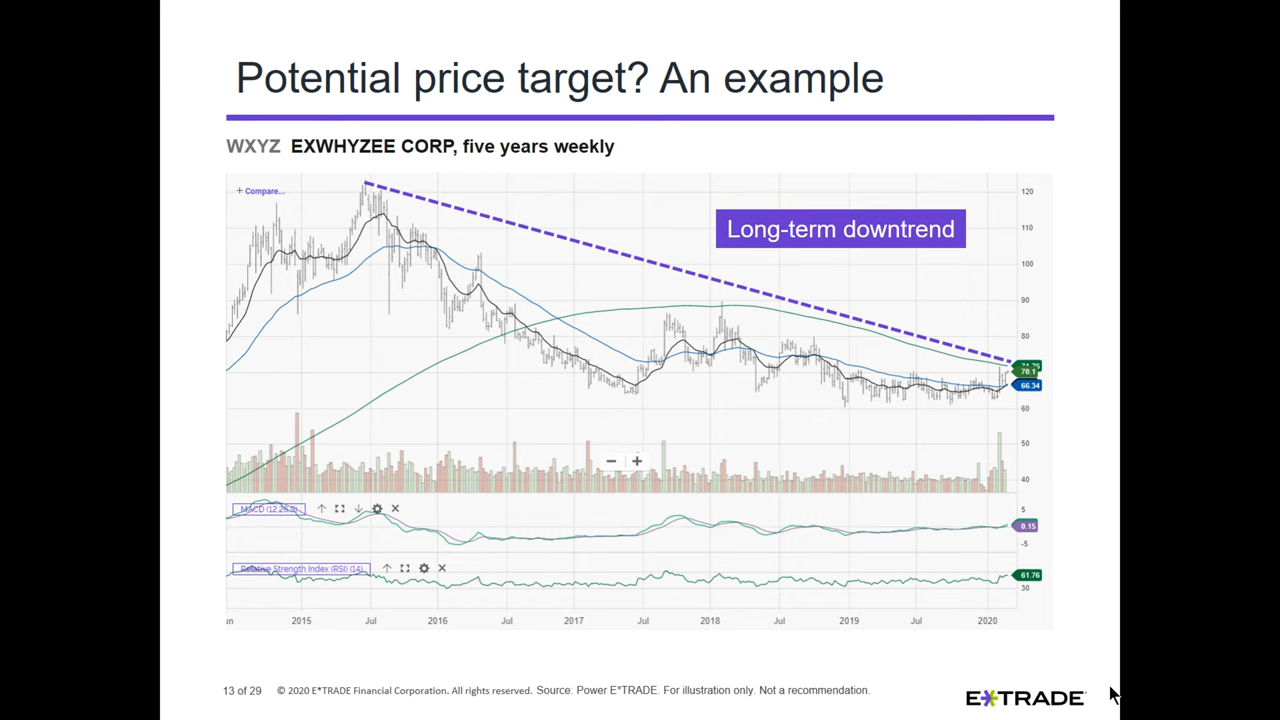 Potential price target? An example
WXYZ EXWHYZEE CORP, five years weekly
+ Compare...
Long-term downtrend
120
110
100
90
80
70
60
50
40
70.1
66.34
MACD (12,26,9)
5
0.15
-5
Relative Strength Index (RSI) (14)
61.76
30
2015 Jul 2016 Jul 2017 Jul 2018 Jul 2019 Jul 2020
13 of 29 © 2020 E*TRADE Financial Corporation. All rights reserved. Source: Power E*TRADE. For illustration only. Not a recommendation.
E*TRADE